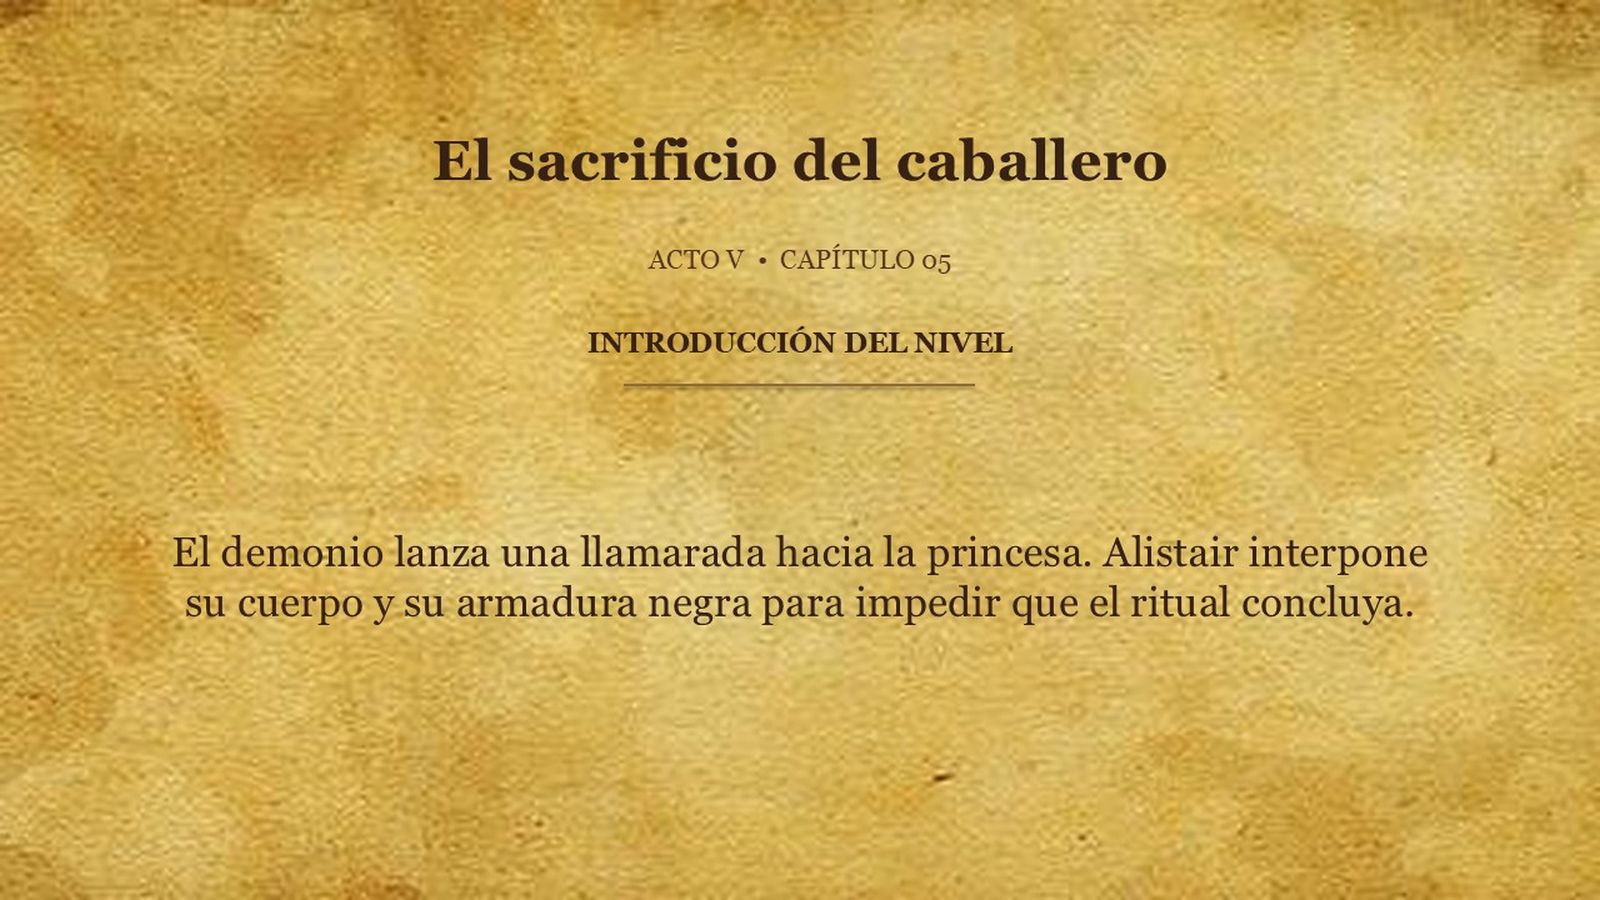 El sacrificio del caballero
ACTO V • CAPÍTULO 05
INTRODUCCIÓN DEL NIVEL
El demonio lanza una llamarada hacia la princesa. Alistair interpone
su cuerpo y su armadura negra para impedir que el ritual concluya.